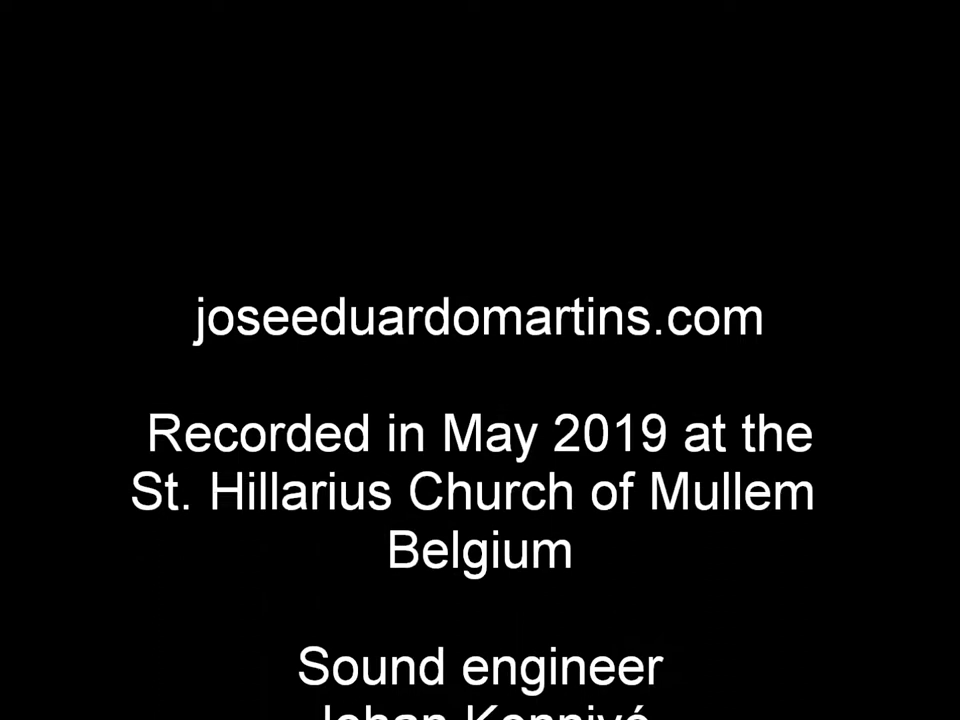 joseeduardomartins.com
Recorded in May 2019 at the
St. Hillarius Church of Mullem
Belgium
Sound engineer
Johan Kennivé